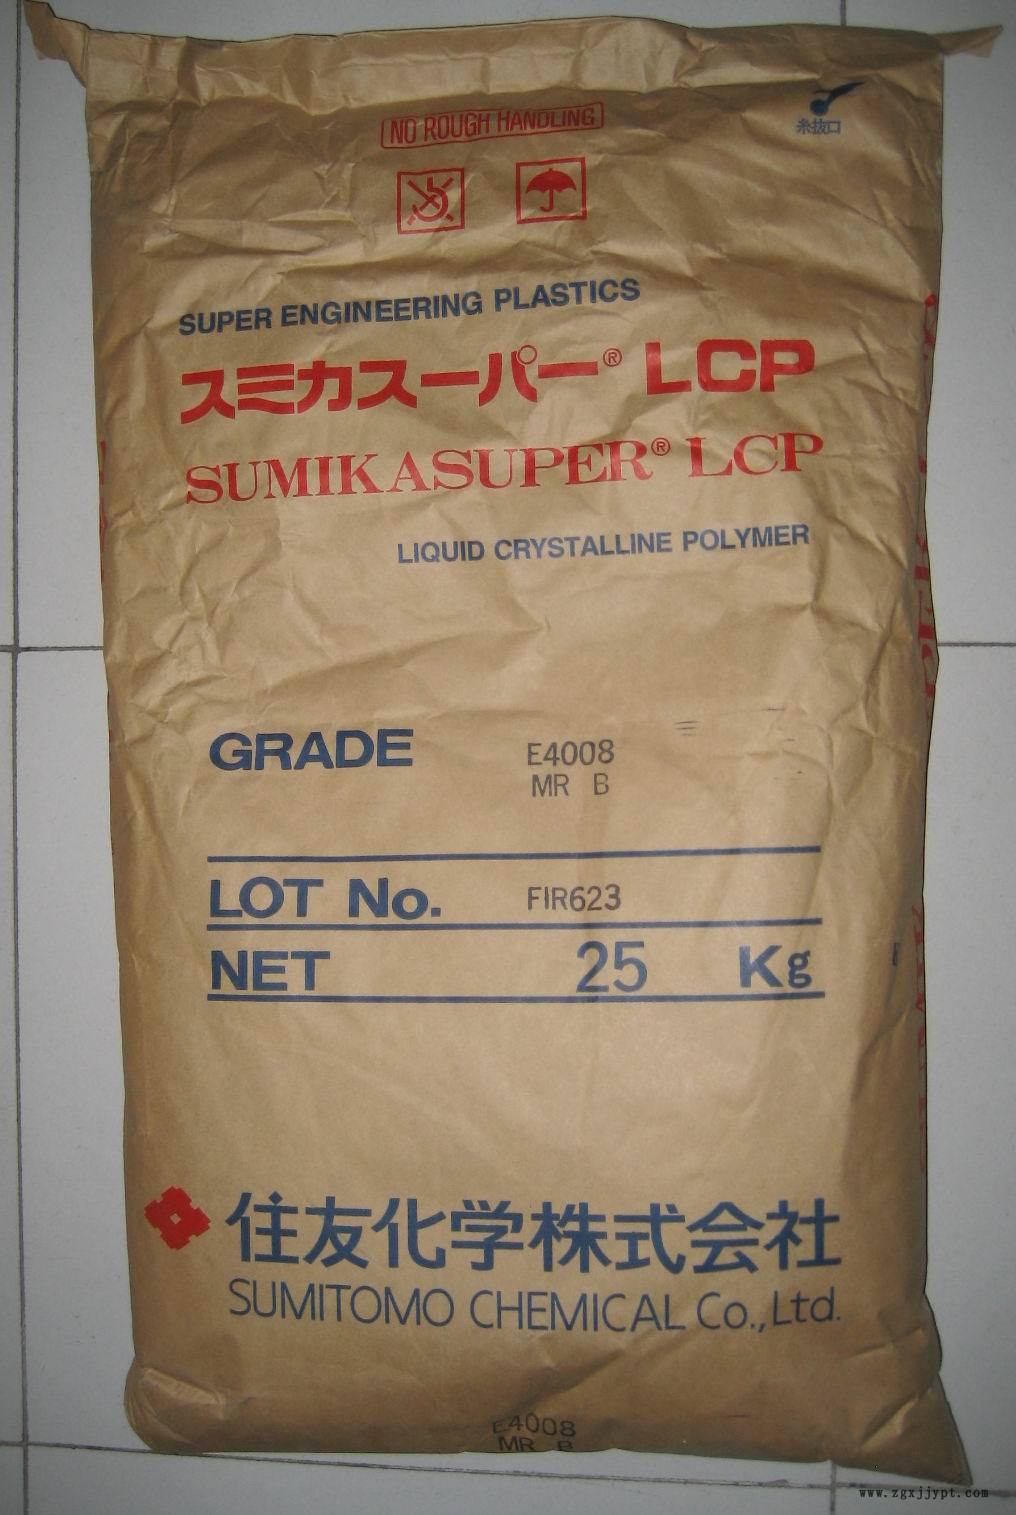 NO ROUGH HANDLING
糸抜口
SUPER ENGINEERING PLASTICS
スミカスーパー® LCP
SUMIKASUPER® LCP
LIQUID CRYSTALLINE POLYMER
GRADE E4008
MR B
LOT No. FIR623
NET 25 Kg
住友化学株式会社
SUMITOMO CHEMICAL Co.,Ltd.
E4008
MR B
www.zgxjjypt.com